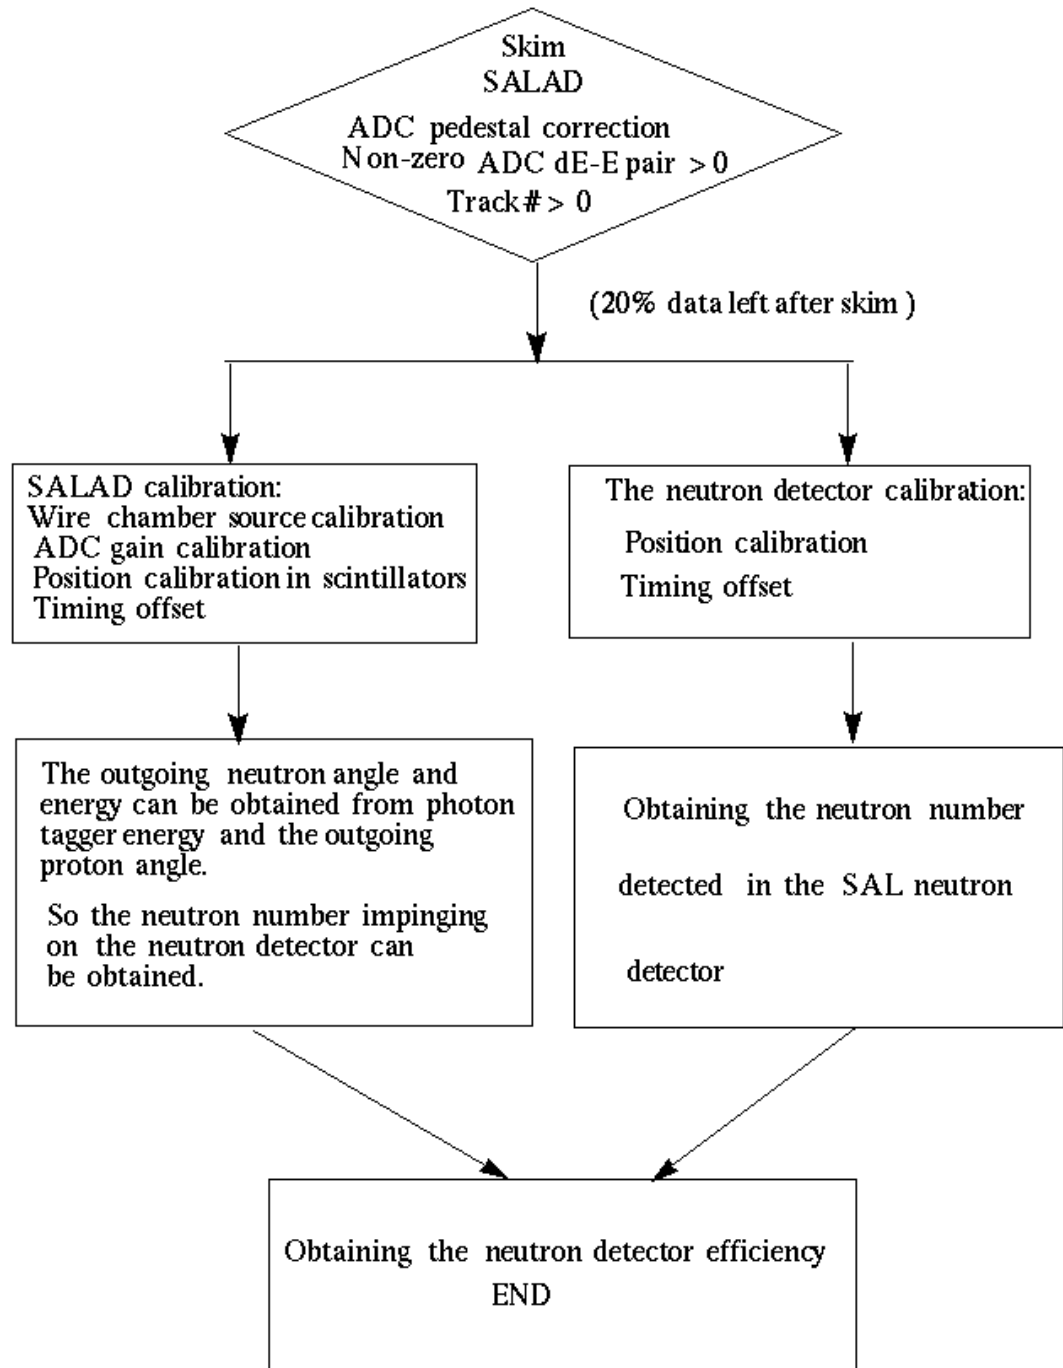 Skim
SALAD
ADC pedestal correction
Non-zero ADC dE-E pair > 0
Track # > 0
(20% data left after skim )
SALAD calibration:
Wire chamber source calibration
ADC gain calibration
Position calibration in scintillators
Timing offset
The neutron detector calibration:
Position calibration
Timing offset
The outgoing neutron angle and
energy can be obtained from photon
tagger energy and the outgoing
proton angle.
So the neutron number impinging
on the neutron detector can
be obtained.
Obtaining the neutron number
detected in the SAL neutron
detector
Obtaining the neutron detector efficiency
END